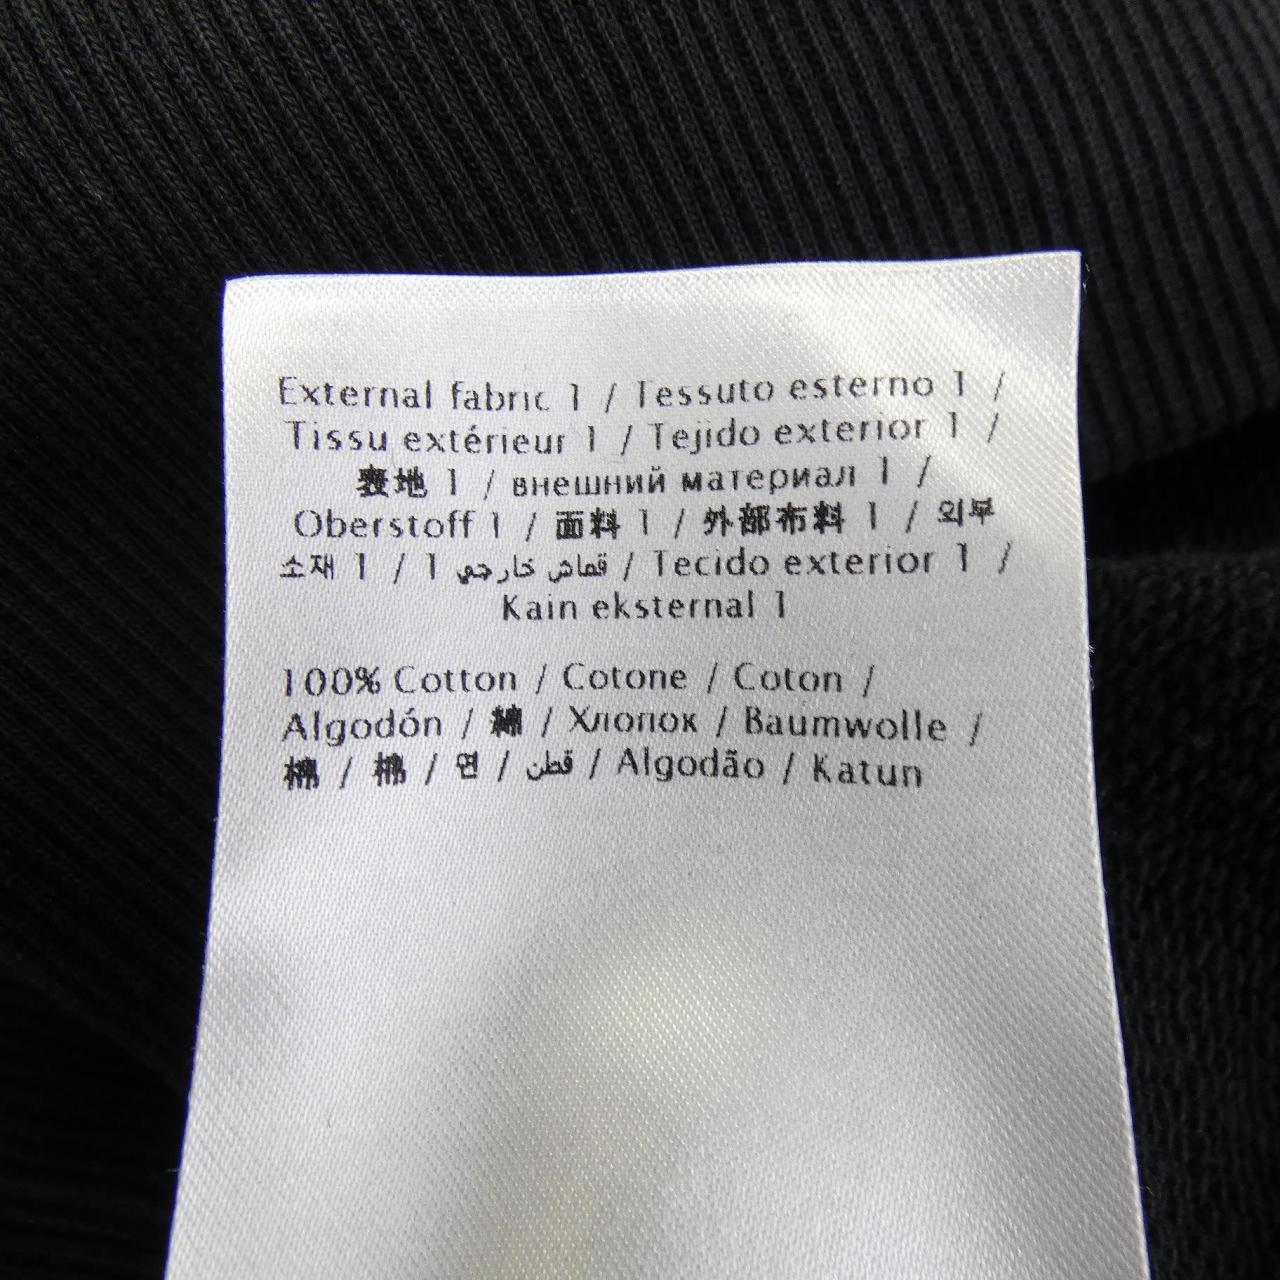 External fabric 1 / Tessuto esterno 1 /
Tissu extérieur 1 / Tejido exterior 1 /
表地 1 / внешний материал 1 /
Oberstoff 1 / 面料 1 / 外部布料 1 / 외부
소재 1 / 1 قماش خارجي / Tecido exterior 1 /
Kain eksternal 1
100% Cotton / Cotone / Coton /
Algodón / 綿 / Хлопок / Baumwolle /
棉 / 棉 / 면 / قطن / Algodão / Katun